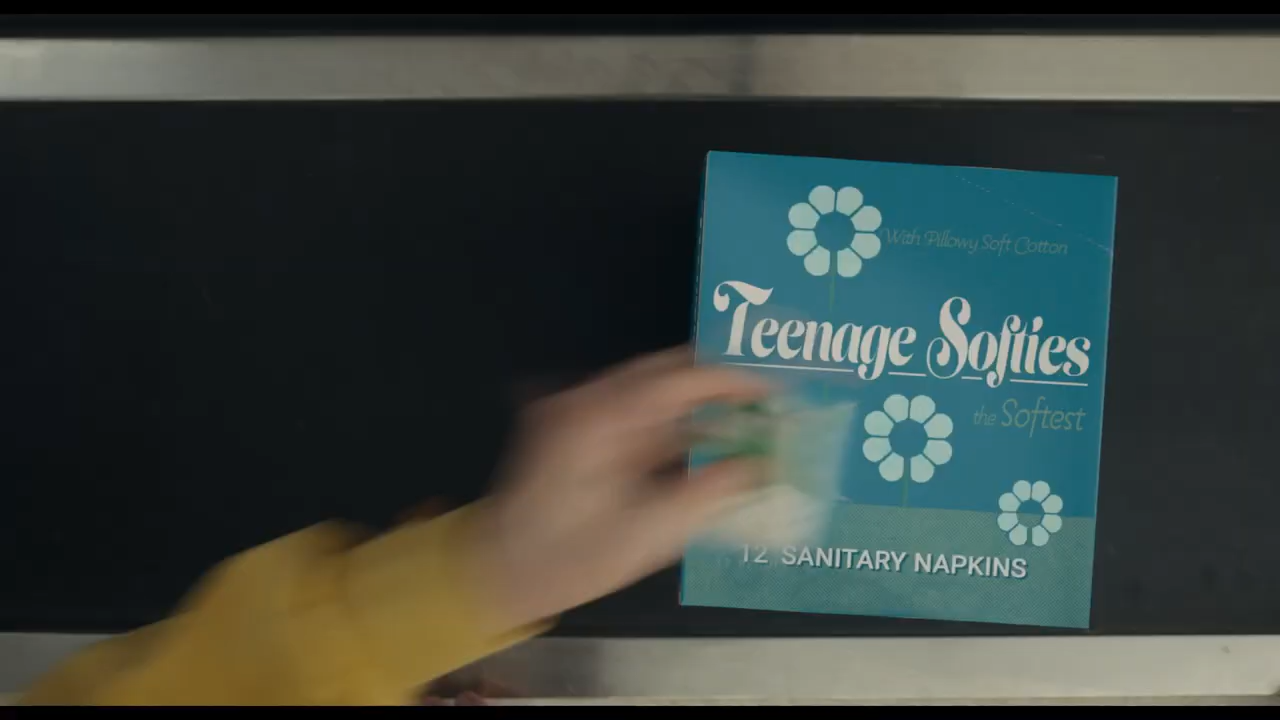 With Pillowy Soft Cotton
Teenage Softies
the Softest
12 SANITARY NAPKINS